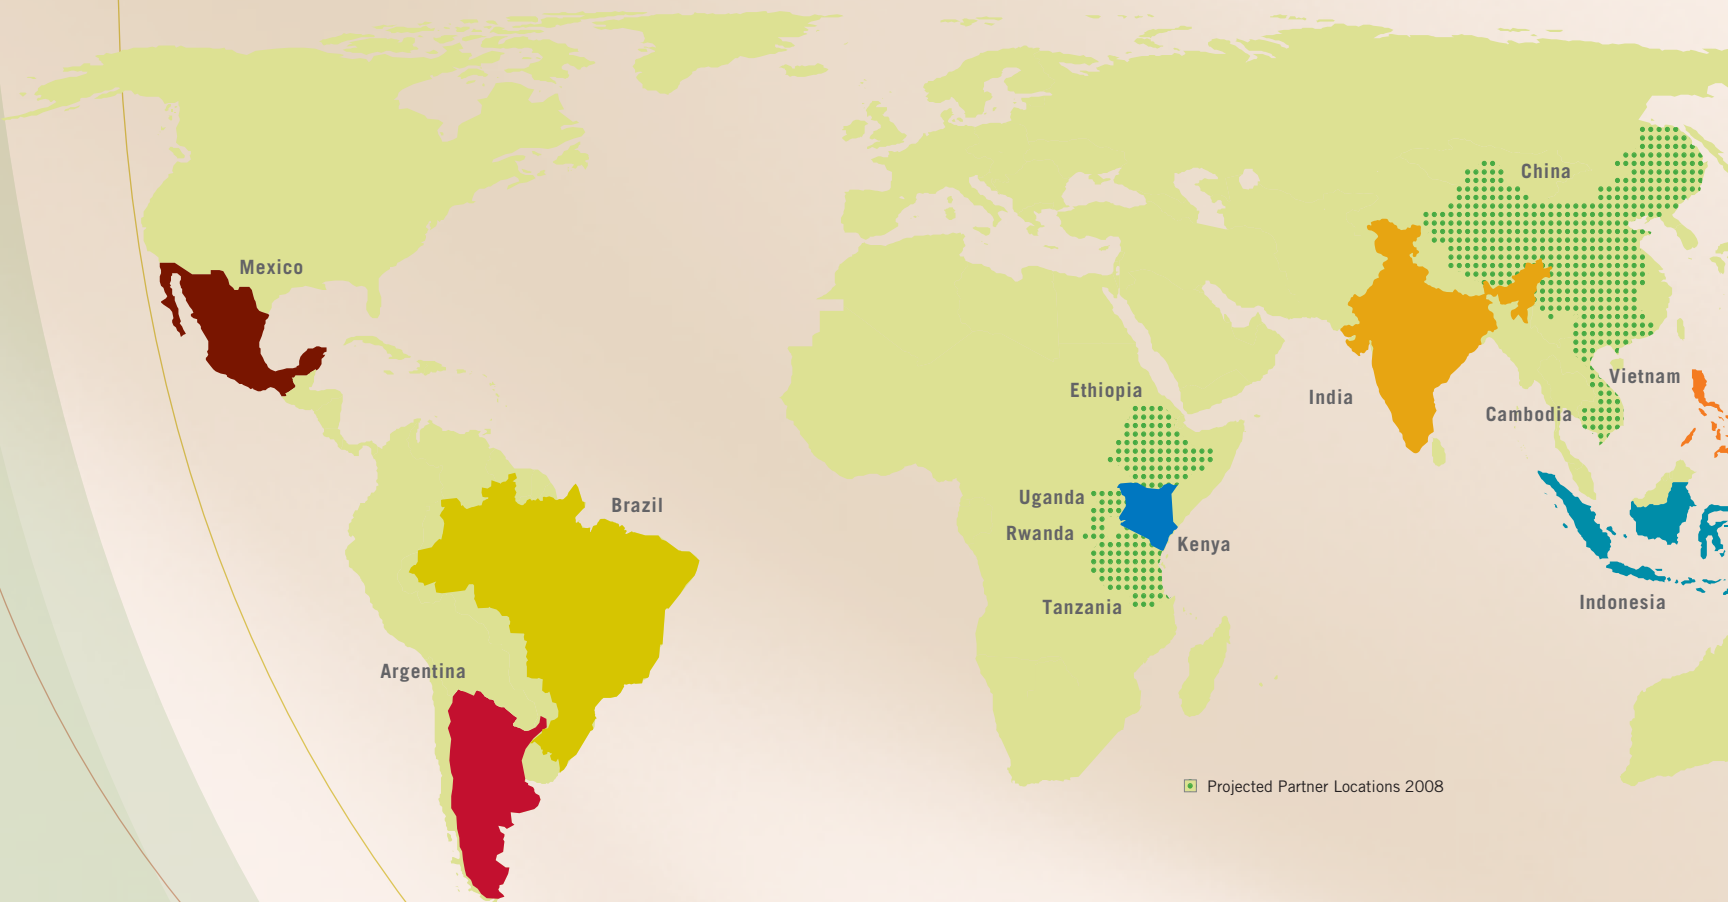 China
Mexico
Vietnam
Ethiopia
India
Cambodia
Uganda
Brazil
Rwanda
Kenya
Indonesia
Tanzania
Argentina
Projected Partner Locations 2008